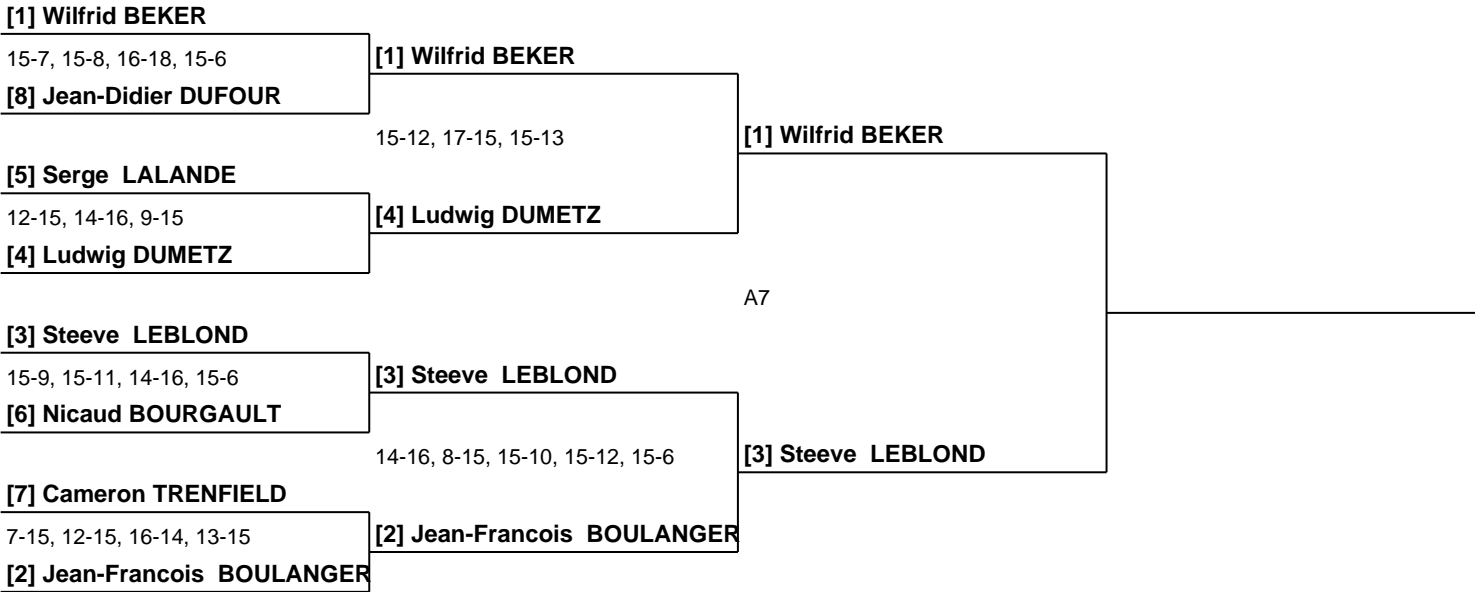 [1] Wilfrid BEKER
15-7, 15-8, 16-18, 15-6
[1] Wilfrid BEKER
[8] Jean-Didier DUFOUR
15-12, 17-15, 15-13
[1] Wilfrid BEKER
[5] Serge  LALANDE
12-15, 14-16, 9-15
[4] Ludwig DUMETZ
[4] Ludwig DUMETZ
A7
[3] Steeve  LEBLOND
15-9, 15-11, 14-16, 15-6
[3] Steeve  LEBLOND
[6] Nicaud BOURGAULT
14-16, 8-15, 15-10, 15-12, 15-6
[3] Steeve  LEBLOND
[7] Cameron TRENFIELD
7-15, 12-15, 16-14, 13-15
[2] Jean-Francois  BOULANGER
[2] Jean-Francois  BOULANGER